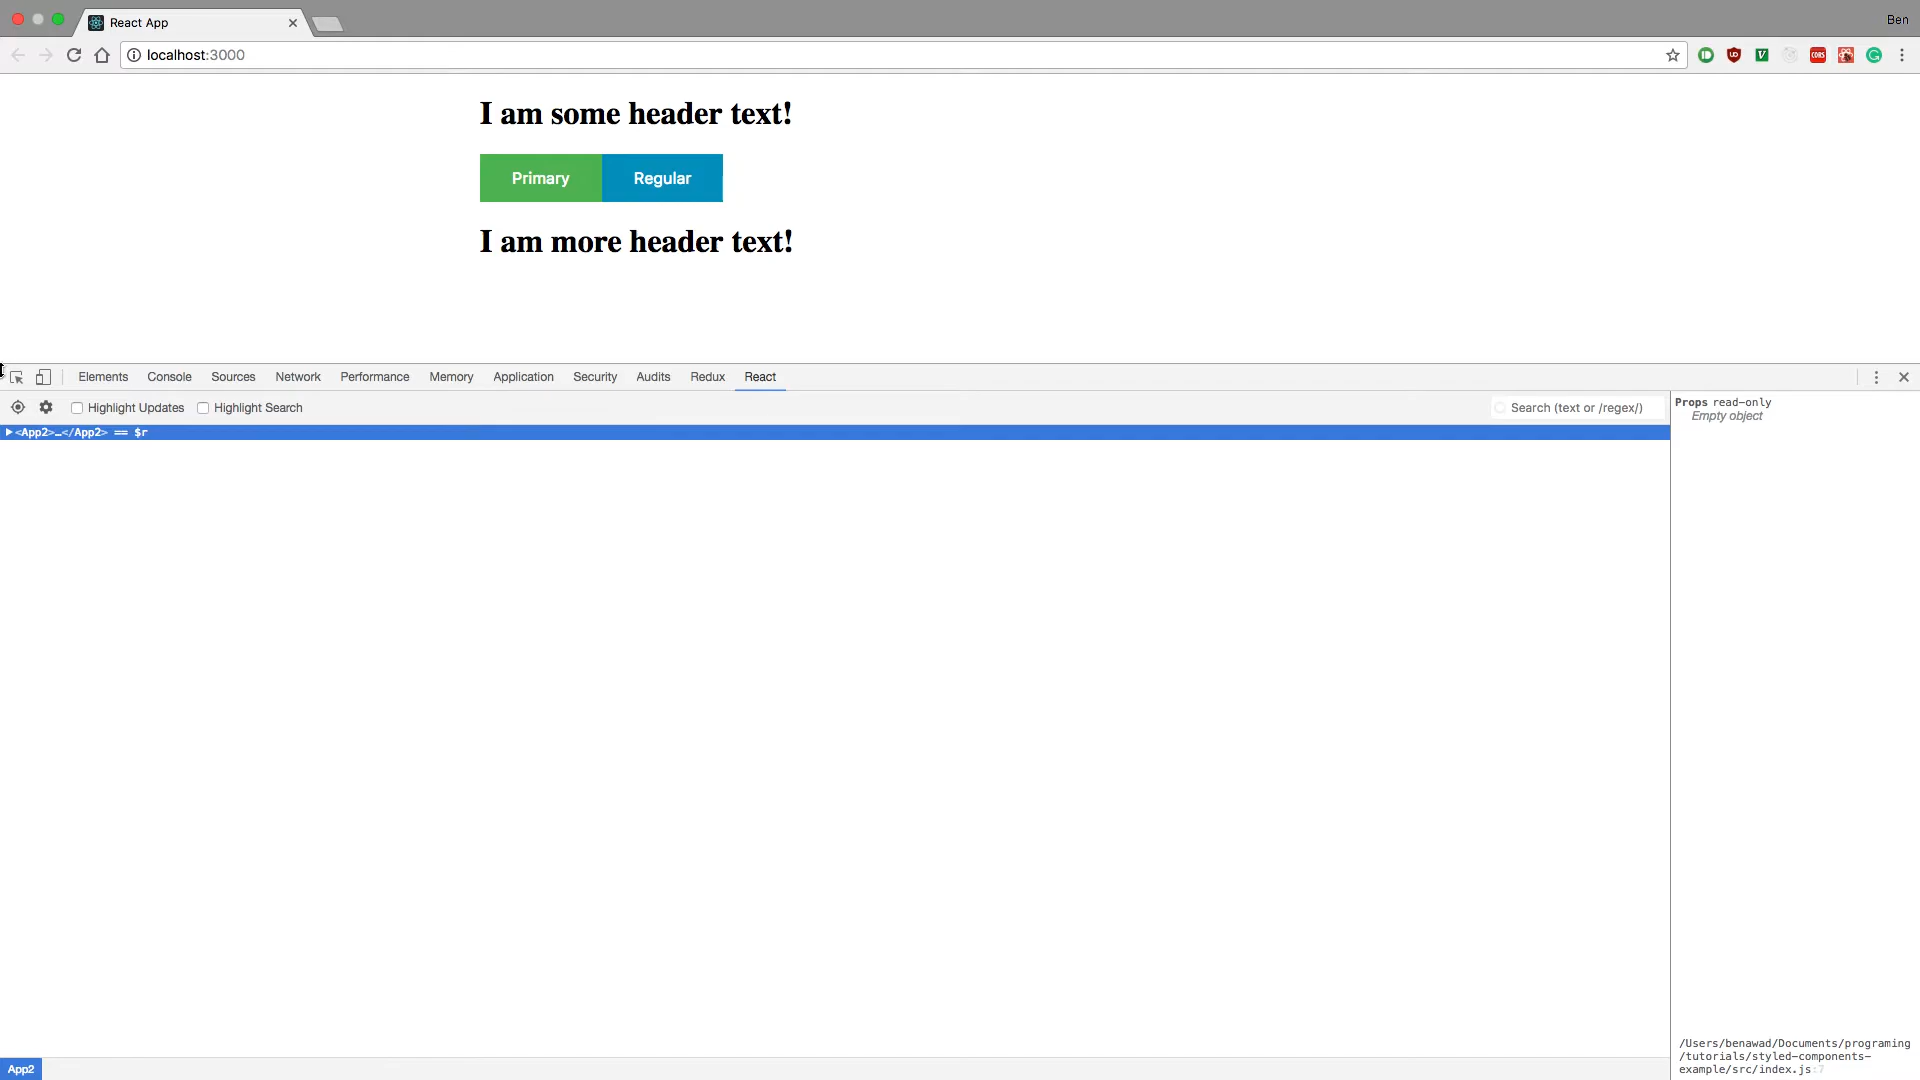 React App
Ben
localhost:3000
I am some header text!
Primary Regular
I am more header text!
Elements Console Sources Network Performance Memory Application Security Audits Redux React
Highlight Updates Highlight Search Search (text or /regex/)
<App2>…</App2> == $r
Props read-only
Empty object
/Users/benawad/Documents/programing
/tutorials/styled-components-
example/src/index.js:7
App2